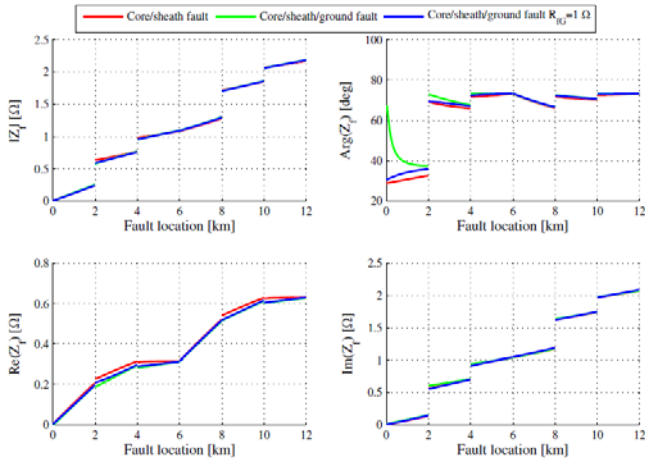 Core/sheath fault Core/sheath/ground fault Core/sheath/ground fault R_fG=1 Ω
2.5
2
1.5
1
0.5
0
|Z_f| [Ω]
0 2 4 6 8 10 12
Fault location [km]
100
80
60
40
20
Arg(Z_f) [deg]
0 2 4 6 8 10 12
Fault location [km]
0.8
0.6
0.4
0.2
0
Re(Z_f) [Ω]
0 2 4 6 8 10 12
Fault location [km]
2.5
2
1.5
1
0.5
0
Im(Z_f) [Ω]
0 2 4 6 8 10 12
Fault location [km]